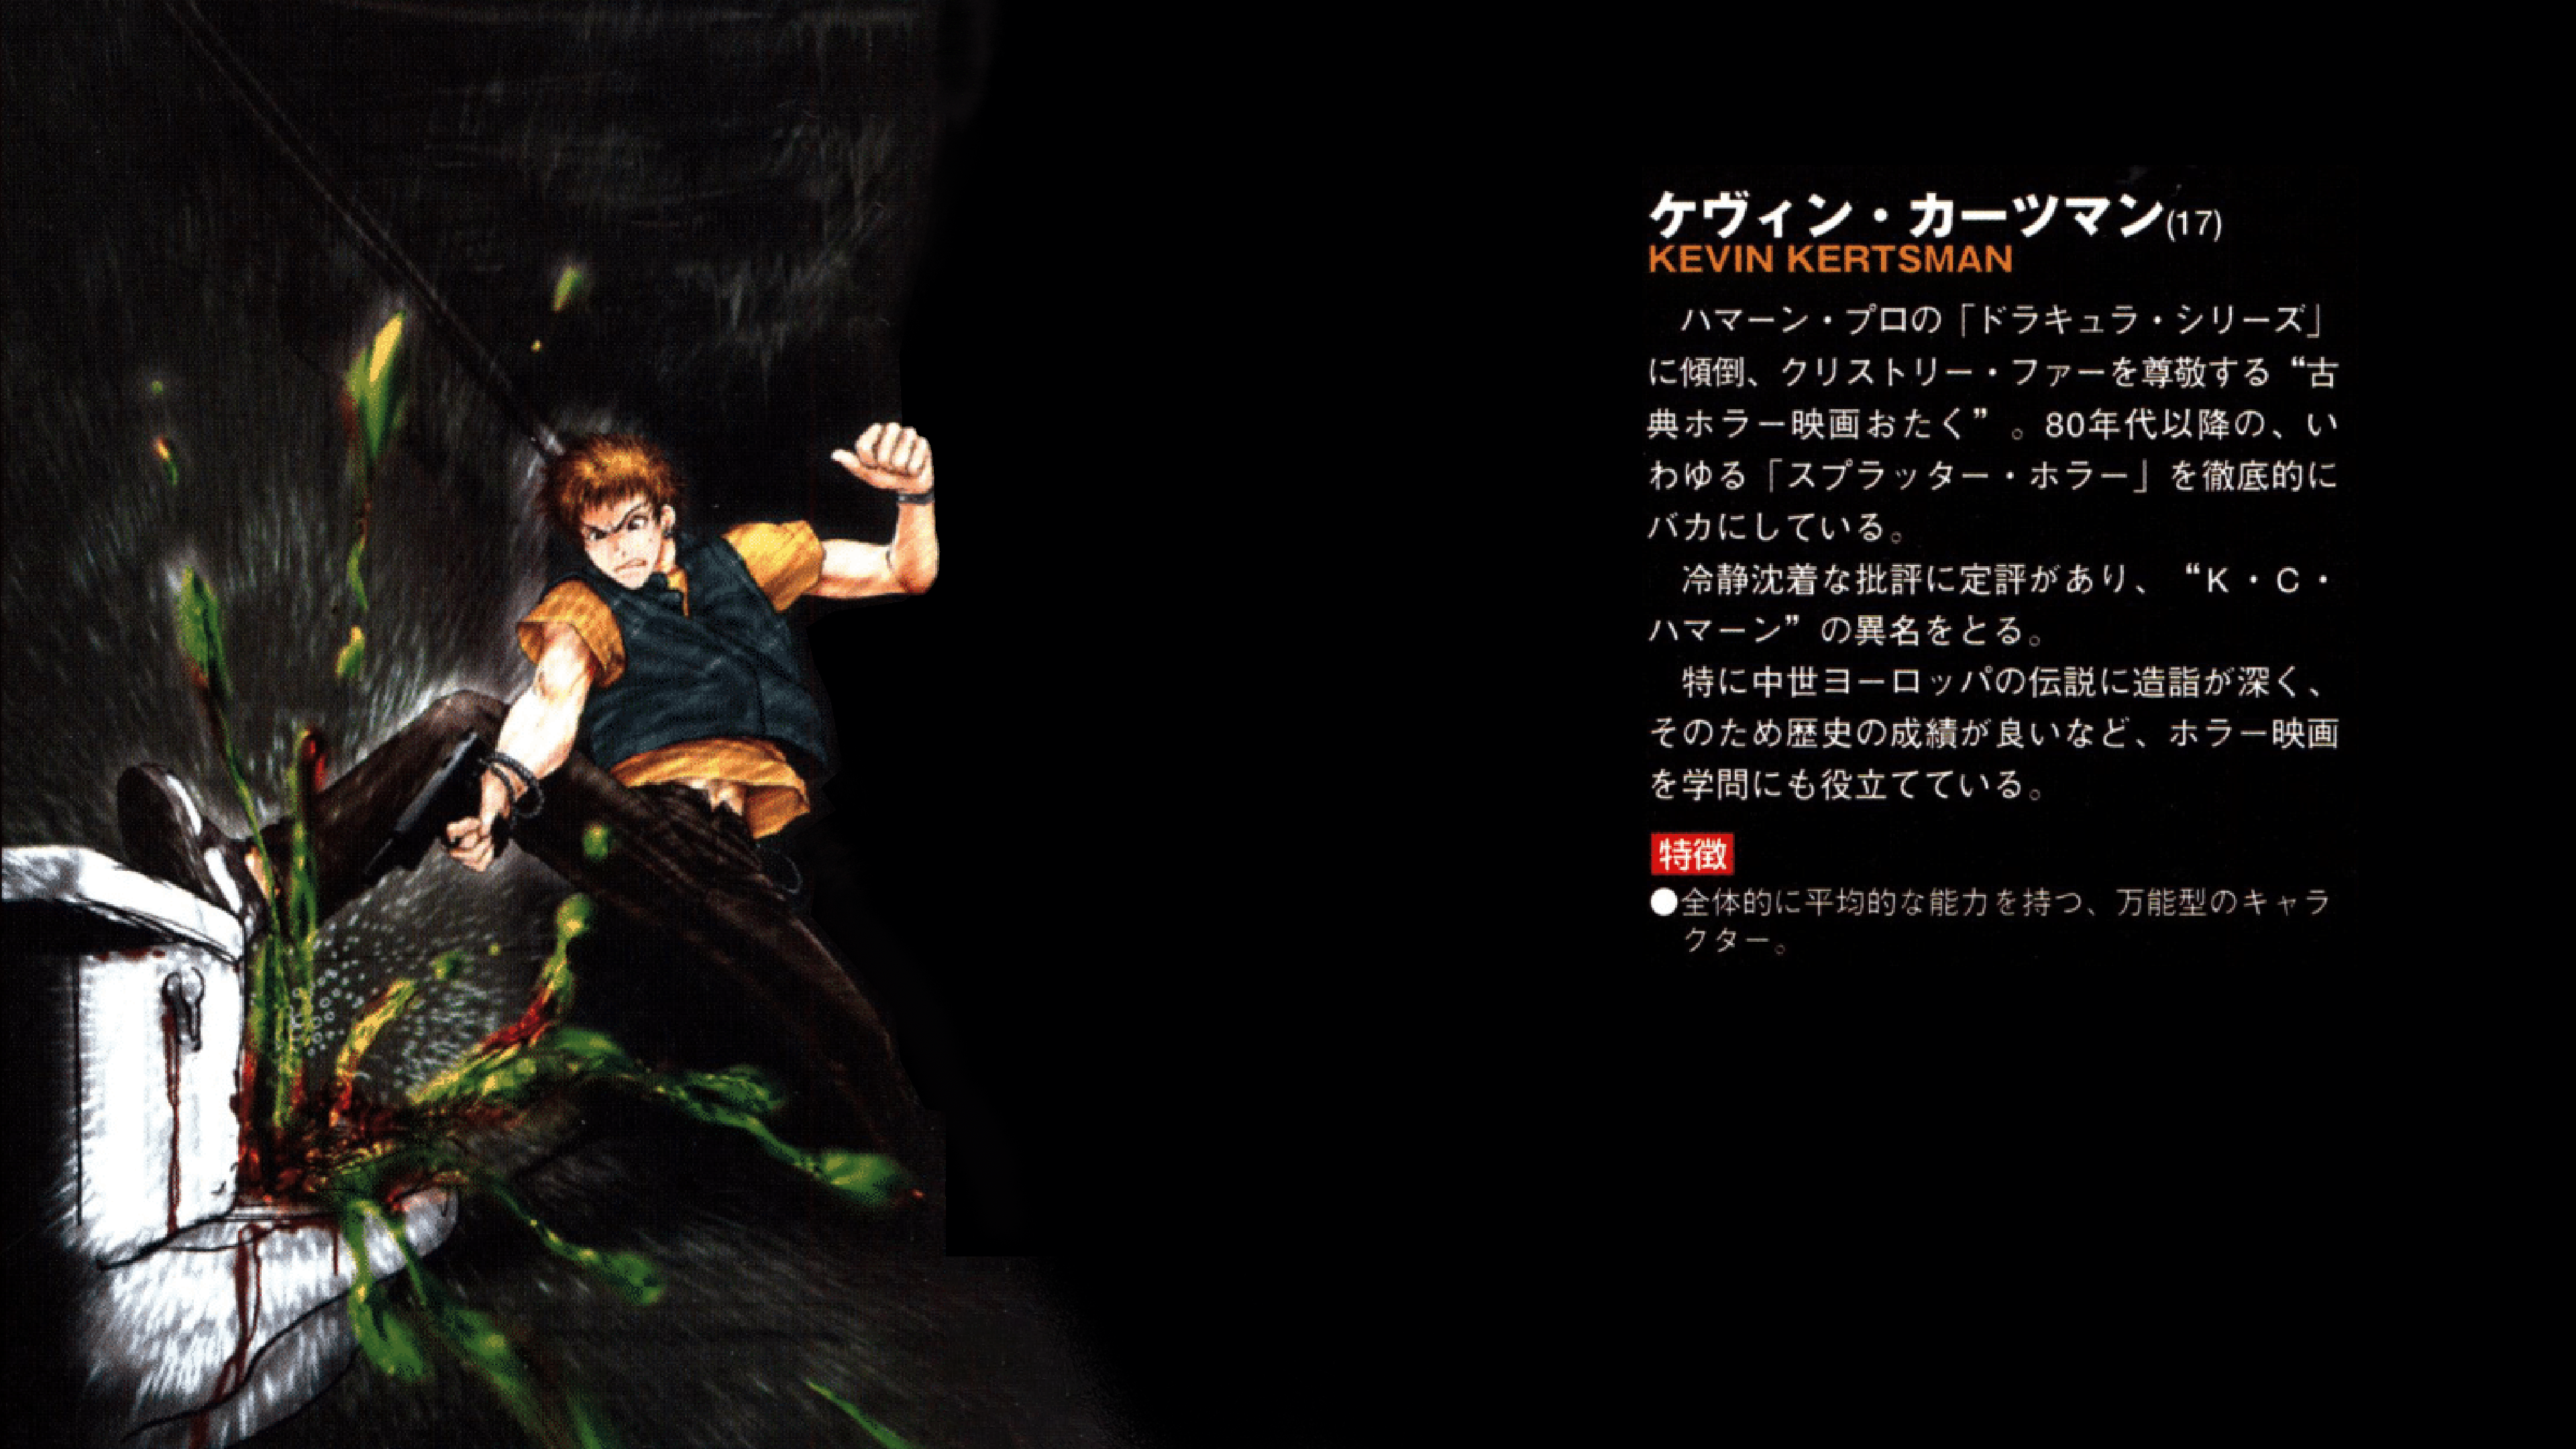 ケヴィン・カーツマン(17)
KEVIN KERTSMAN
ハマーン・プロの「ドラキュラ・シリーズ」
に傾倒、クリストリー・ファーを尊敬する“古
典ホラー映画おたく”。80年代以降の、い
わゆる「スプラッター・ホラー」を徹底的に
バカにしている。
冷静沈着な批評に定評があり、“K・C・
ハマーン”の異名をとる。
特に中世ヨーロッパの伝説に造詣が深く、
そのため歴史の成績が良いなど、ホラー映画
を学問にも役立てている。
特徴
●全体的に平均的な能力を持つ、万能型のキャラ
クター。